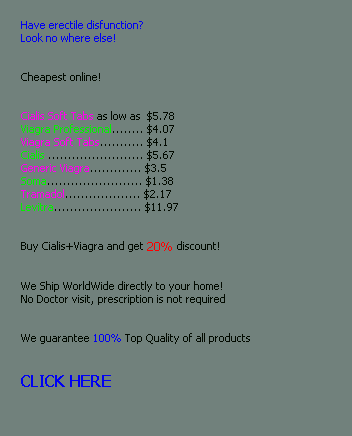 Have erectile disfunction?
Look no where else!
Cheapest online!
Cialis Soft Tabs as low as $5.78
Viagra Professional........ $4.07
Viagra Soft Tabs........... $4.1
Cialis........................ $5.67
Generic Viagra............. $3.5
Soma........................ $1.38
Tramadol................... $2.17
Levitra...................... $11.97
Buy Cialis+Viagra and get 20% discount!
We Ship WorldWide directly to your home!
No Doctor visit, prescription is not required
We guarantee 100% Top Quality of all products
CLICK HERE